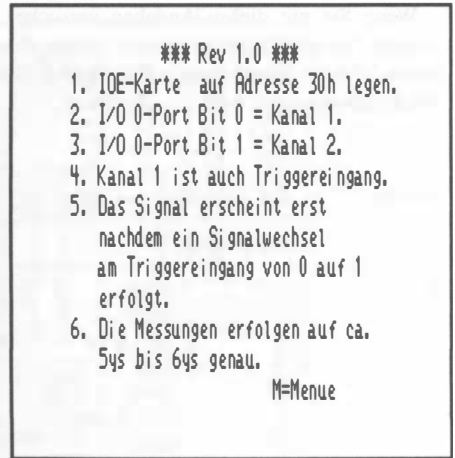 *** Rev 1.0 ***
1. IOE-Karte auf Adresse 30h legen.
2. I/O 0-Port Bit 0 = Kanal 1.
3. I/O 0-Port Bit 1 = Kanal 2.
4. Kanal 1 ist auch Triggereingang.
5. Das Signal erscheint erst
nachdem ein Signalwechsel
am Triggereingang von 0 auf 1
erfolgt.
6. Die Messungen erfolgen auf ca.
5ys bis 6ys genau.
M=Menue